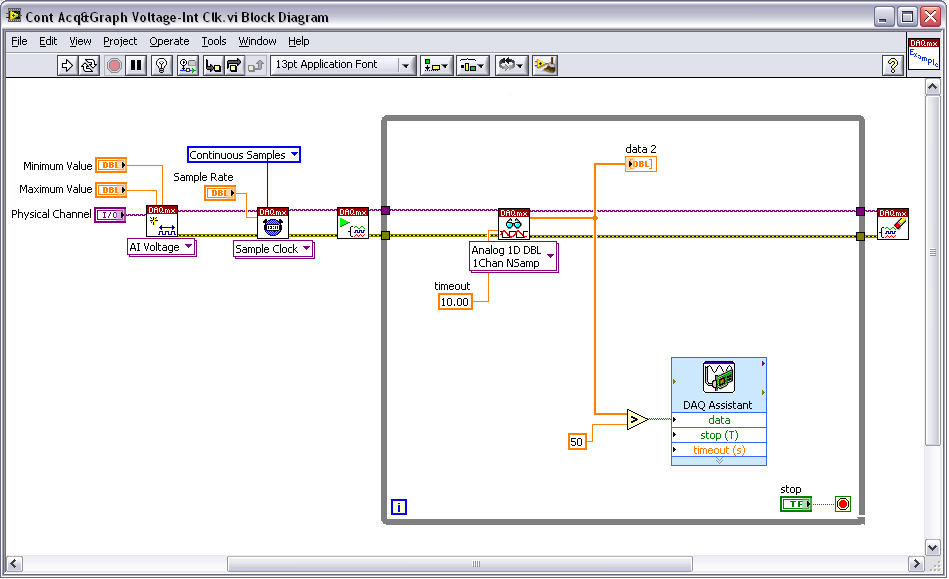 Cont Acq&Graph Voltage-Int Clk.vi Block Diagram
File Edit View Project Operate Tools Window Help
13pt Application Font
?
DAQmx
Example
Continuous Samples
data 2
DBL
Minimum Value DBL
Sample Rate
Maximum Value DBL
DBL
Physical Channel I/O
DAQmx
DAQmx
DAQmx
DAQmx
DAQmx
AI Voltage
Sample Clock
Analog 1D DBL
1Chan NSamp
timeout
10.00
DAQ Assistant
data
stop (T)
timeout (s)
>
50
stop
TF
i